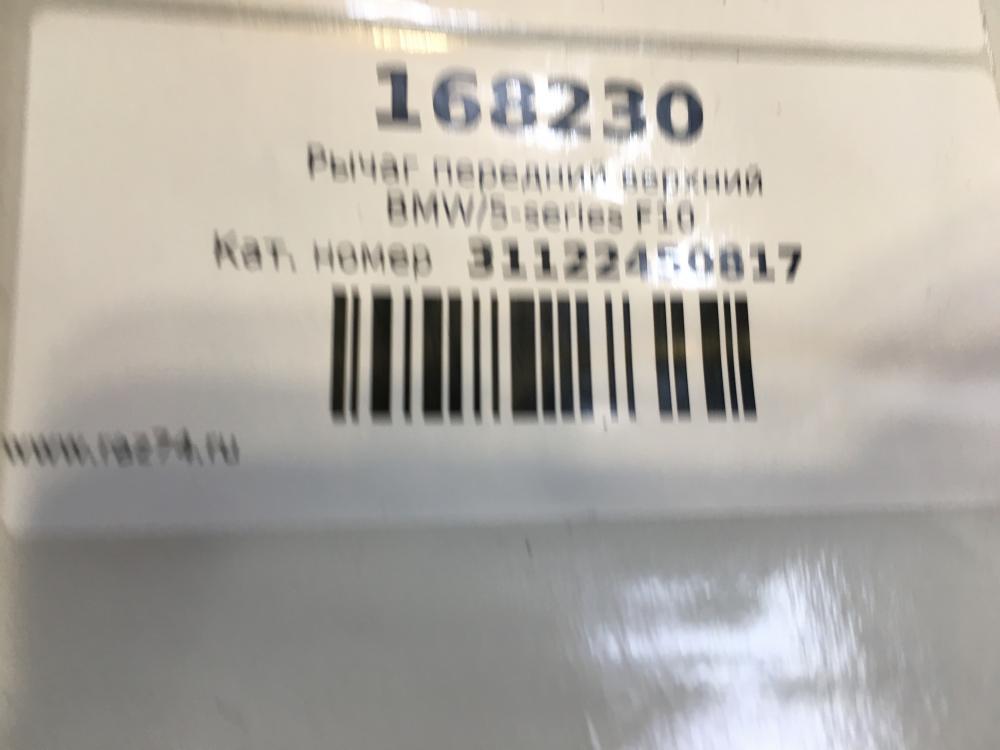 168230
Рычаг передний верхний
BMW/5-series F10
Кат. номер 31122450817
www.raz74.ru